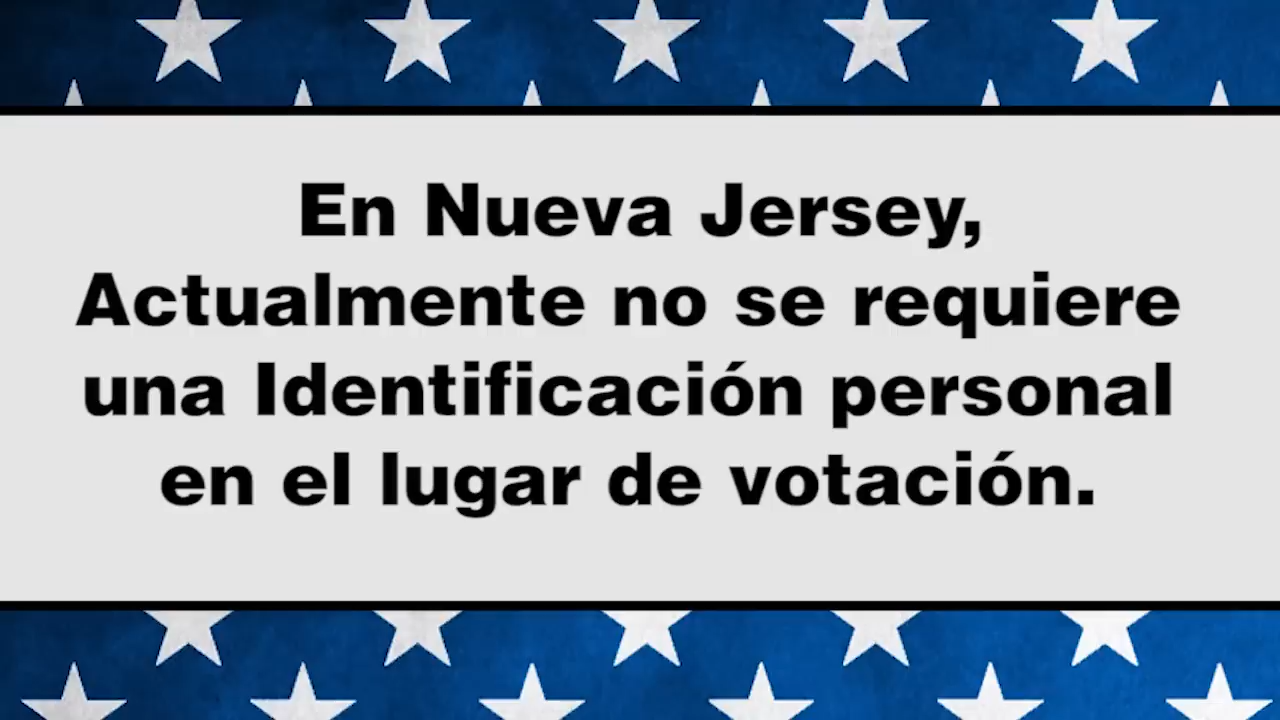 En Nueva Jersey,
Actualmente no se requiere
una Identificación personal
en el lugar de votación.